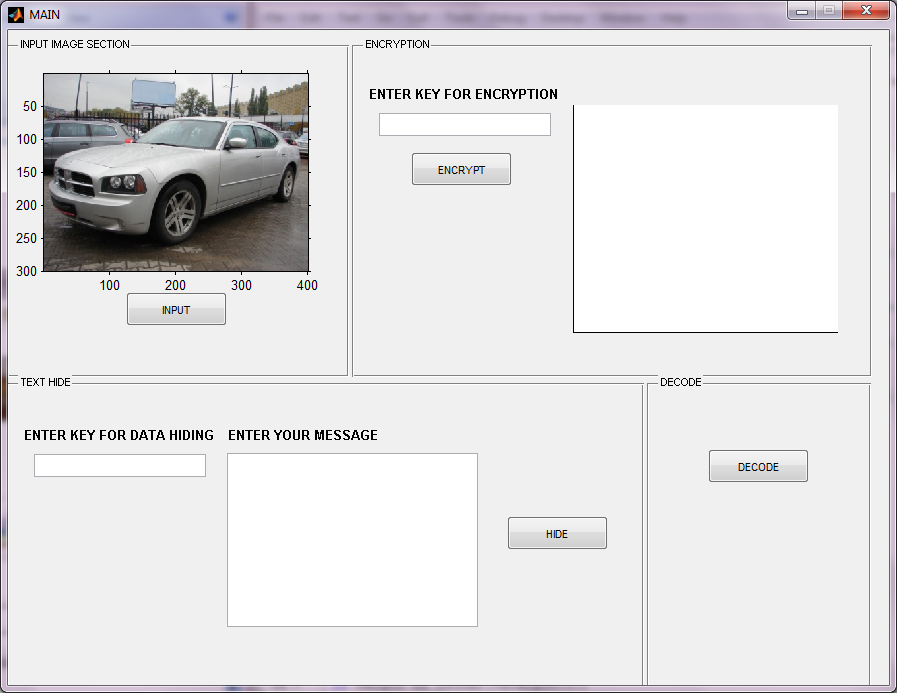 MAIN
INPUT IMAGE SECTION
50
100
150
200
250
300
100 200 300 400
INPUT
ENCRYPTION
ENTER KEY FOR ENCRYPTION
ENCRYPT
TEXT HIDE
ENTER KEY FOR DATA HIDING
ENTER YOUR MESSAGE
HIDE
DECODE
DECODE